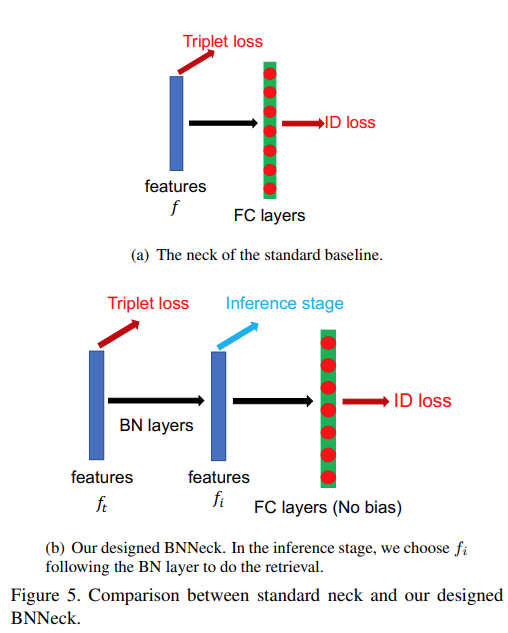 Triplet loss
ID loss
features
f
FC layers
(a) The neck of the standard baseline.
Triplet loss
Inference stage
ID loss
BN layers
features
features
fₜ
fᵢ
FC layers (No bias)
(b) Our designed BNNeck. In the inference stage, we choose fᵢ
following the BN layer to do the retrieval.
Figure 5. Comparison between standard neck and our designed
BNNeck.